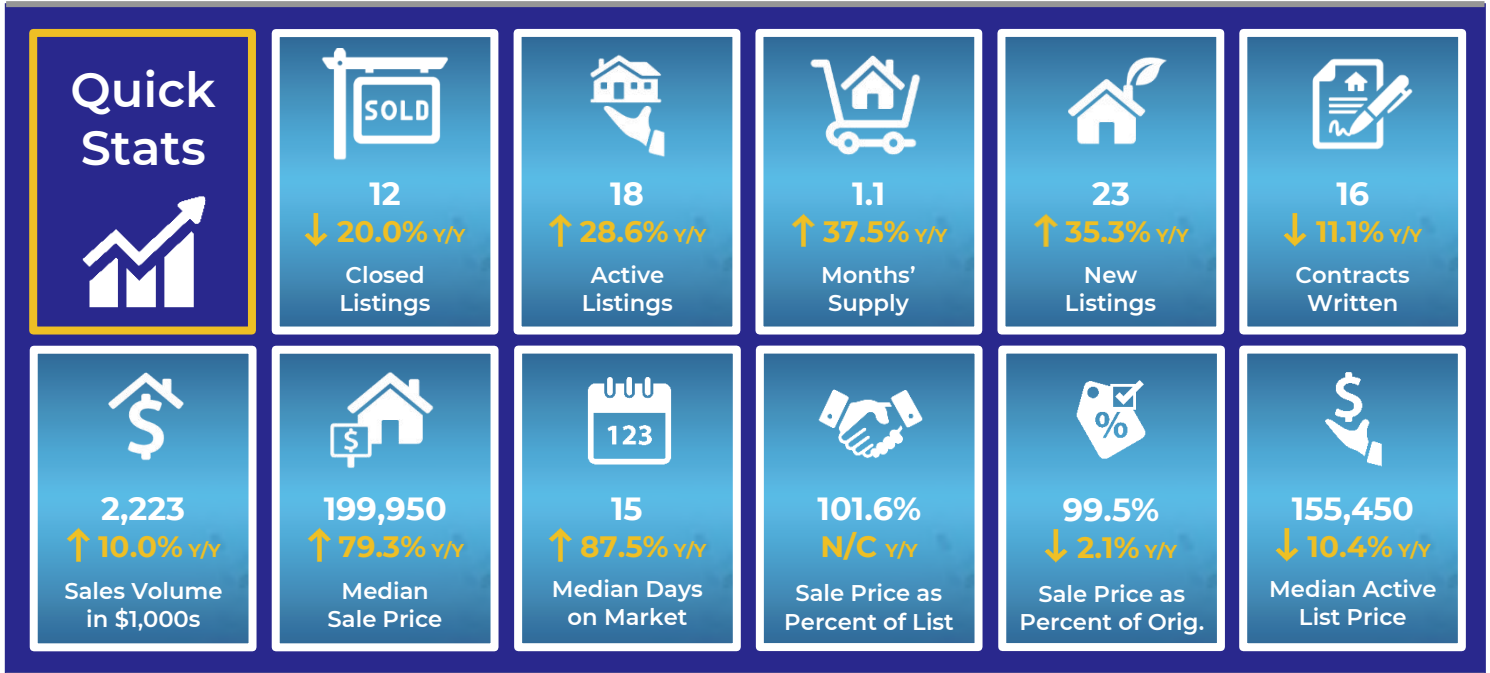 Quick
Stats
SOLD
12
↓ 20.0% Y/Y
Closed
Listings
18
↑ 28.6% Y/Y
Active
Listings
1.1
↑ 37.5% Y/Y
Months’
Supply
23
↑ 35.3% Y/Y
New
Listings
16
↓ 11.1% Y/Y
Contracts
Written
$
2,223
↑ 10.0% Y/Y
Sales Volume
in $1,000s
$
199,950
↑ 79.3% Y/Y
Median
Sale Price
123
15
↑ 87.5% Y/Y
Median Days
on Market
101.6%
N/C Y/Y
Sale Price as
Percent of List
%
99.5%
↓ 2.1% Y/Y
Sale Price as
Percent of Orig.
$
155,450
↓ 10.4% Y/Y
Median Active
List Price